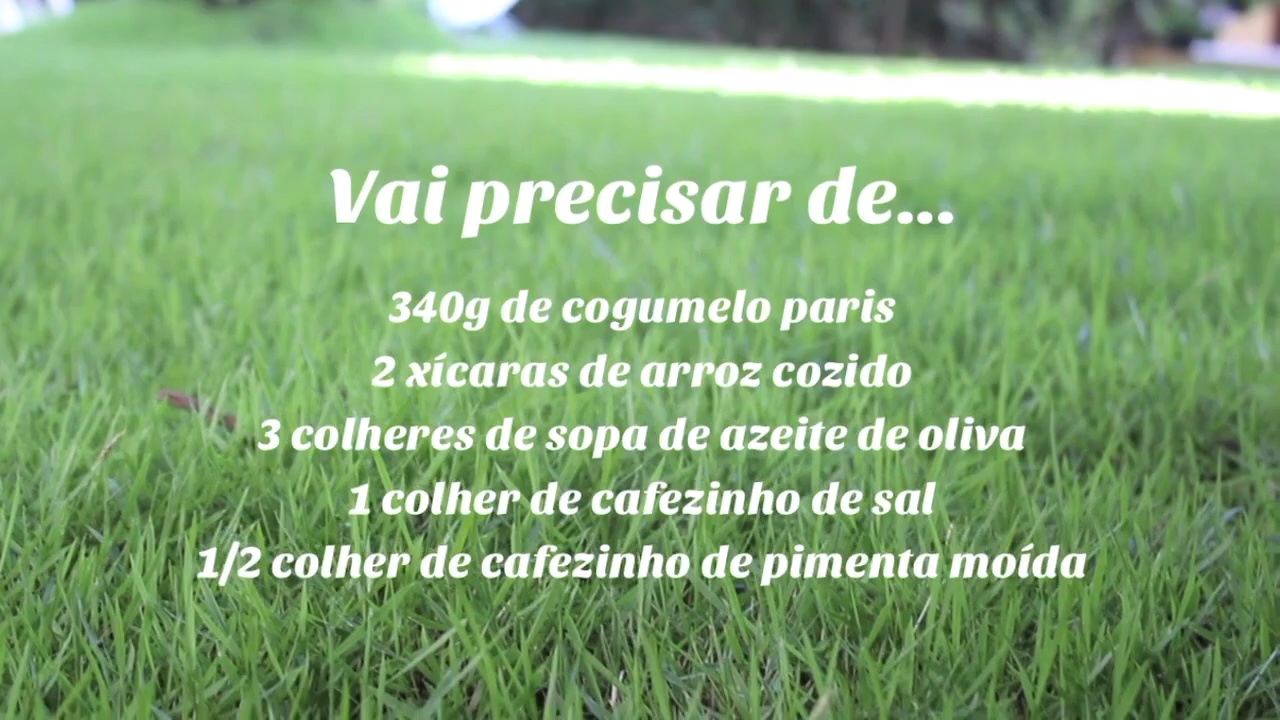 Vai precisar de...
340g de cogumelo paris
2 xícaras de arroz cozido
3 colheres de sopa de azeite de oliva
1 colher de cafezinho de sal
1/2 colher de cafezinho de pimenta moída